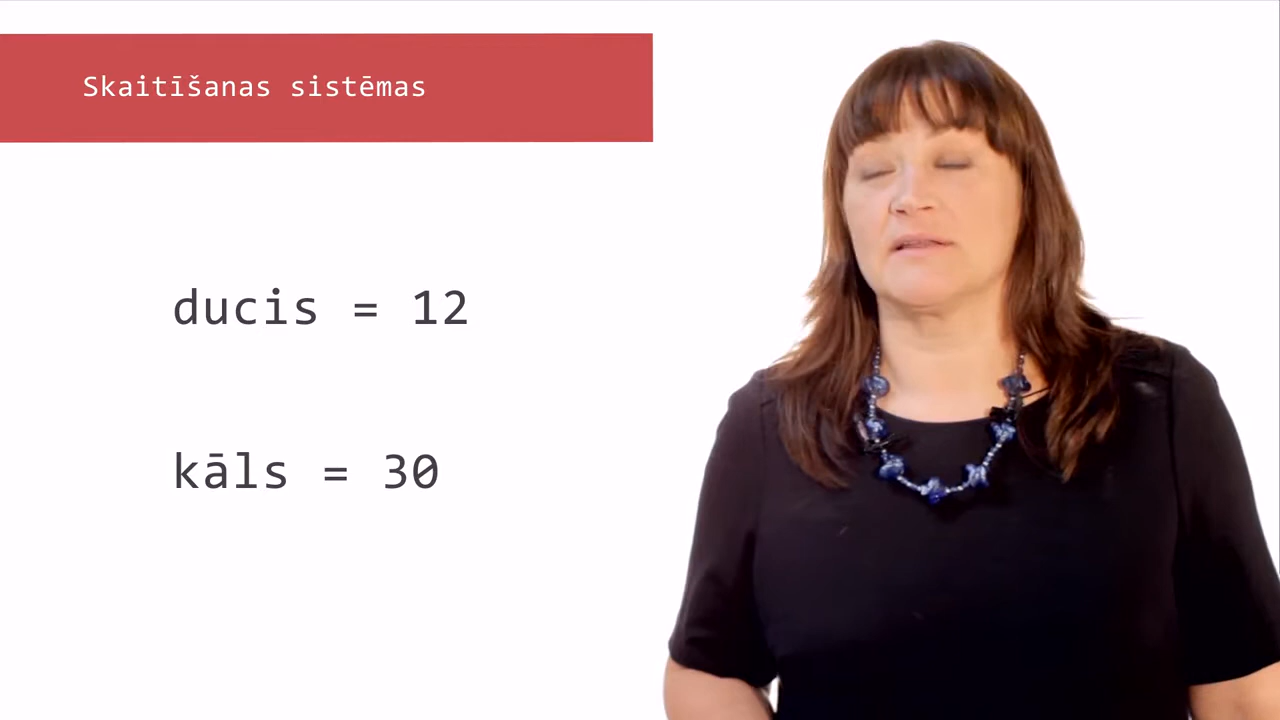 Skaitīšanas sistēmas
ducis = 12
kāls = 30